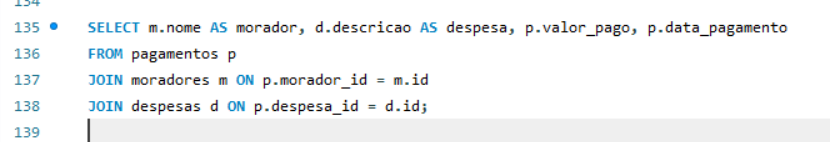 134
135 SELECT m.nome AS morador, d.descricao AS despesa, p.valor_pago, p.data_pagamento
136 FROM pagamentos p
137 JOIN moradores m ON p.morador_id = m.id
138 JOIN despesas d ON p.despesa_id = d.id;
139